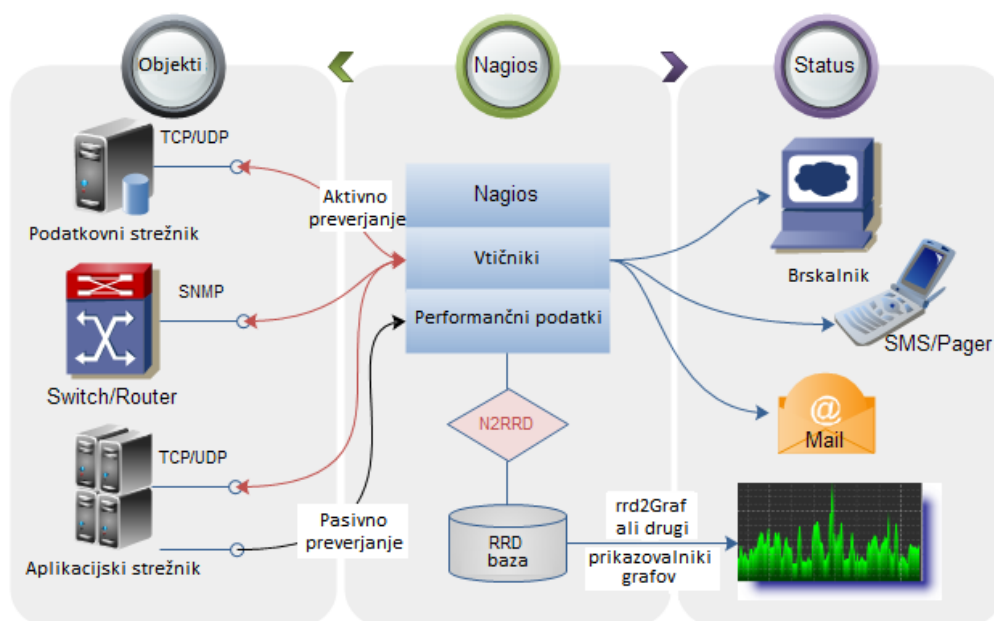 Objekti
Nagios
Status
TCP/UDP
Podatkovni strežnik
SNMP
Switch/Router
TCP/UDP
Aplikacijski strežnik
Aktivno
preverjanje
Pasivno
preverjanje
Nagios
Vtičniki
Performančni podatki
N2RRD
RRD
baza
rrd2Graf
ali drugi
prikazovalniki
grafov
Brskalnik
SMS/Pager
@
Mail